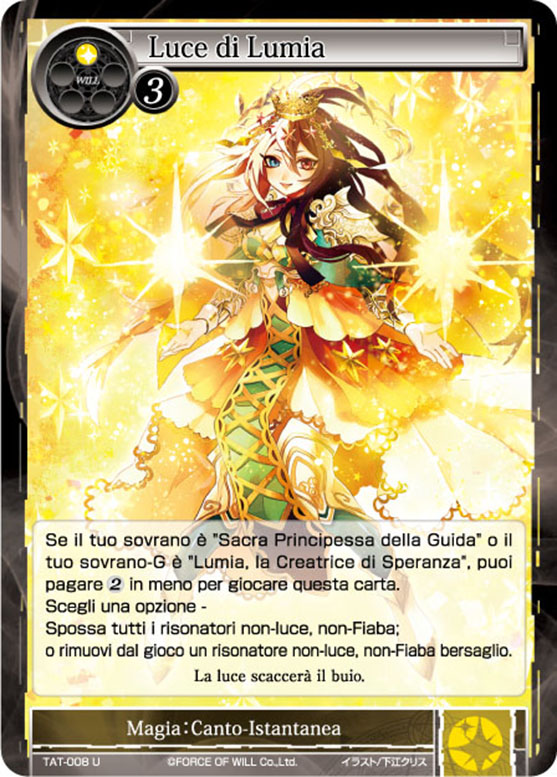 Luce di Lumia
WILL
3
Se il tuo sovrano è "Sacra Principessa della Guida" o il
tuo sovrano-G è "Lumia, la Creatrice di Speranza", puoi
pagare 2 in meno per giocare questa carta.
Scegli una opzione -
Spossa tutti i risonatori non-luce, non-Fiaba;
o rimuovi dal gioco un risonatore non-luce, non-Fiaba bersaglio.
La luce scaccerà il buio.
Magia:Canto-Istantanea
TAT-008 U ©FORCE OF WILL Co.,Ltd. イラスト/下江クリス